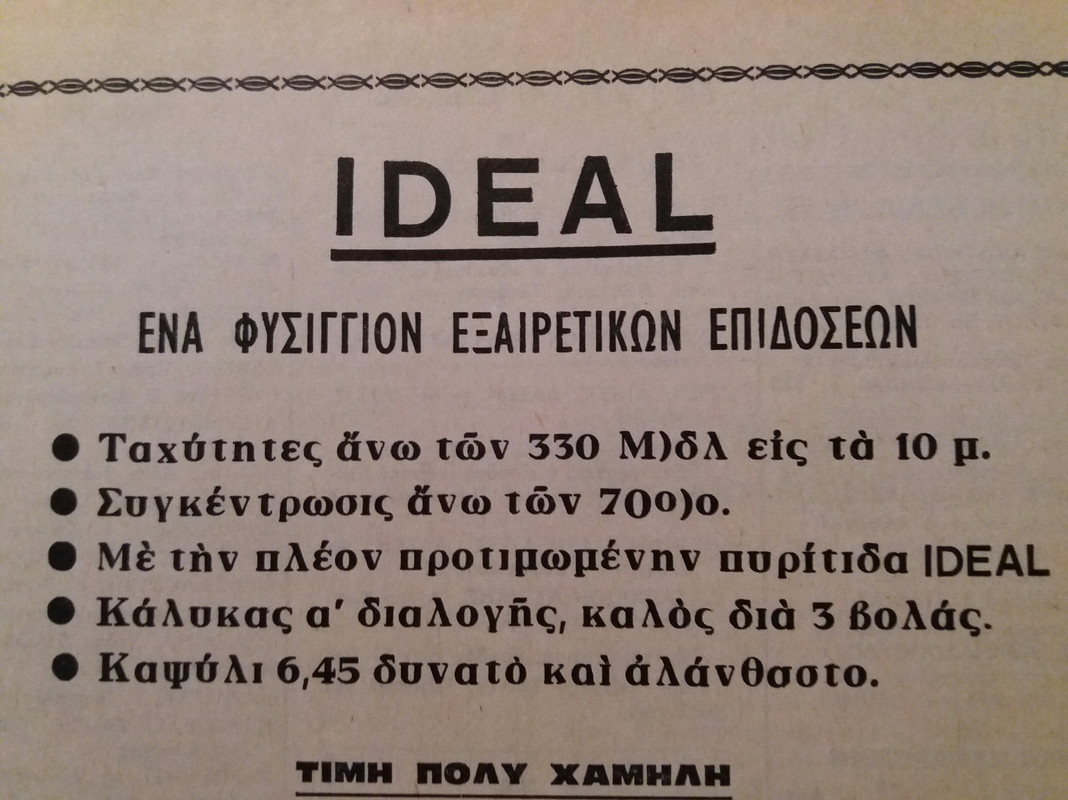 IDEAL
ΕΝΑ ΦΥΣΙΓΓΙΟΝ ΕΞΑΙΡΕΤΙΚΩΝ ΕΠΙΔΟΣΕΩΝ
● Ταχύτητες ἄνω τῶν 330 Μ)δλ εἰς τὰ 10 μ.
● Συγκέντρωσις ἄνω τῶν 70ο)ο.
● Μὲ τὴν πλέον προτιμωμένην πυρίτιδα IDEAL
● Κάλυκας α' διαλογῆς, καλὸς διὰ 3 βολάς.
● Καψύλι 6,45 δυνατὸ καὶ ἀλάνθαστο.
ΤΙΜΗ ΠΟΛΥ ΧΑΜΗΛΗ